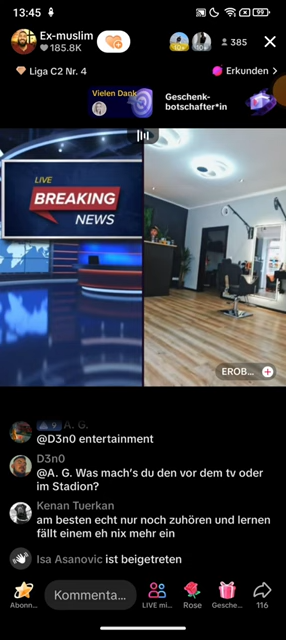 13:45
99
Ex-muslim
185.8K
10
385
Liga C2 Nr. 4
Erkunden >
Vielen Dank
Geschenk-
botschafter*in
LIVE
BREAKING
NEWS
EROB...
9 A. G.
@D3n0 entertainment
D3n0
@A. G. Was mach's du den vor dem tv oder
im Stadion?
Kenan Tuerkan
am besten echt nur noch zuhören und lernen
fällt einem eh nix mehr ein
Isa Asanovic ist beigetreten
Kommenta...
Abonn...
LIVE mi...
Rose
Gesche...
116